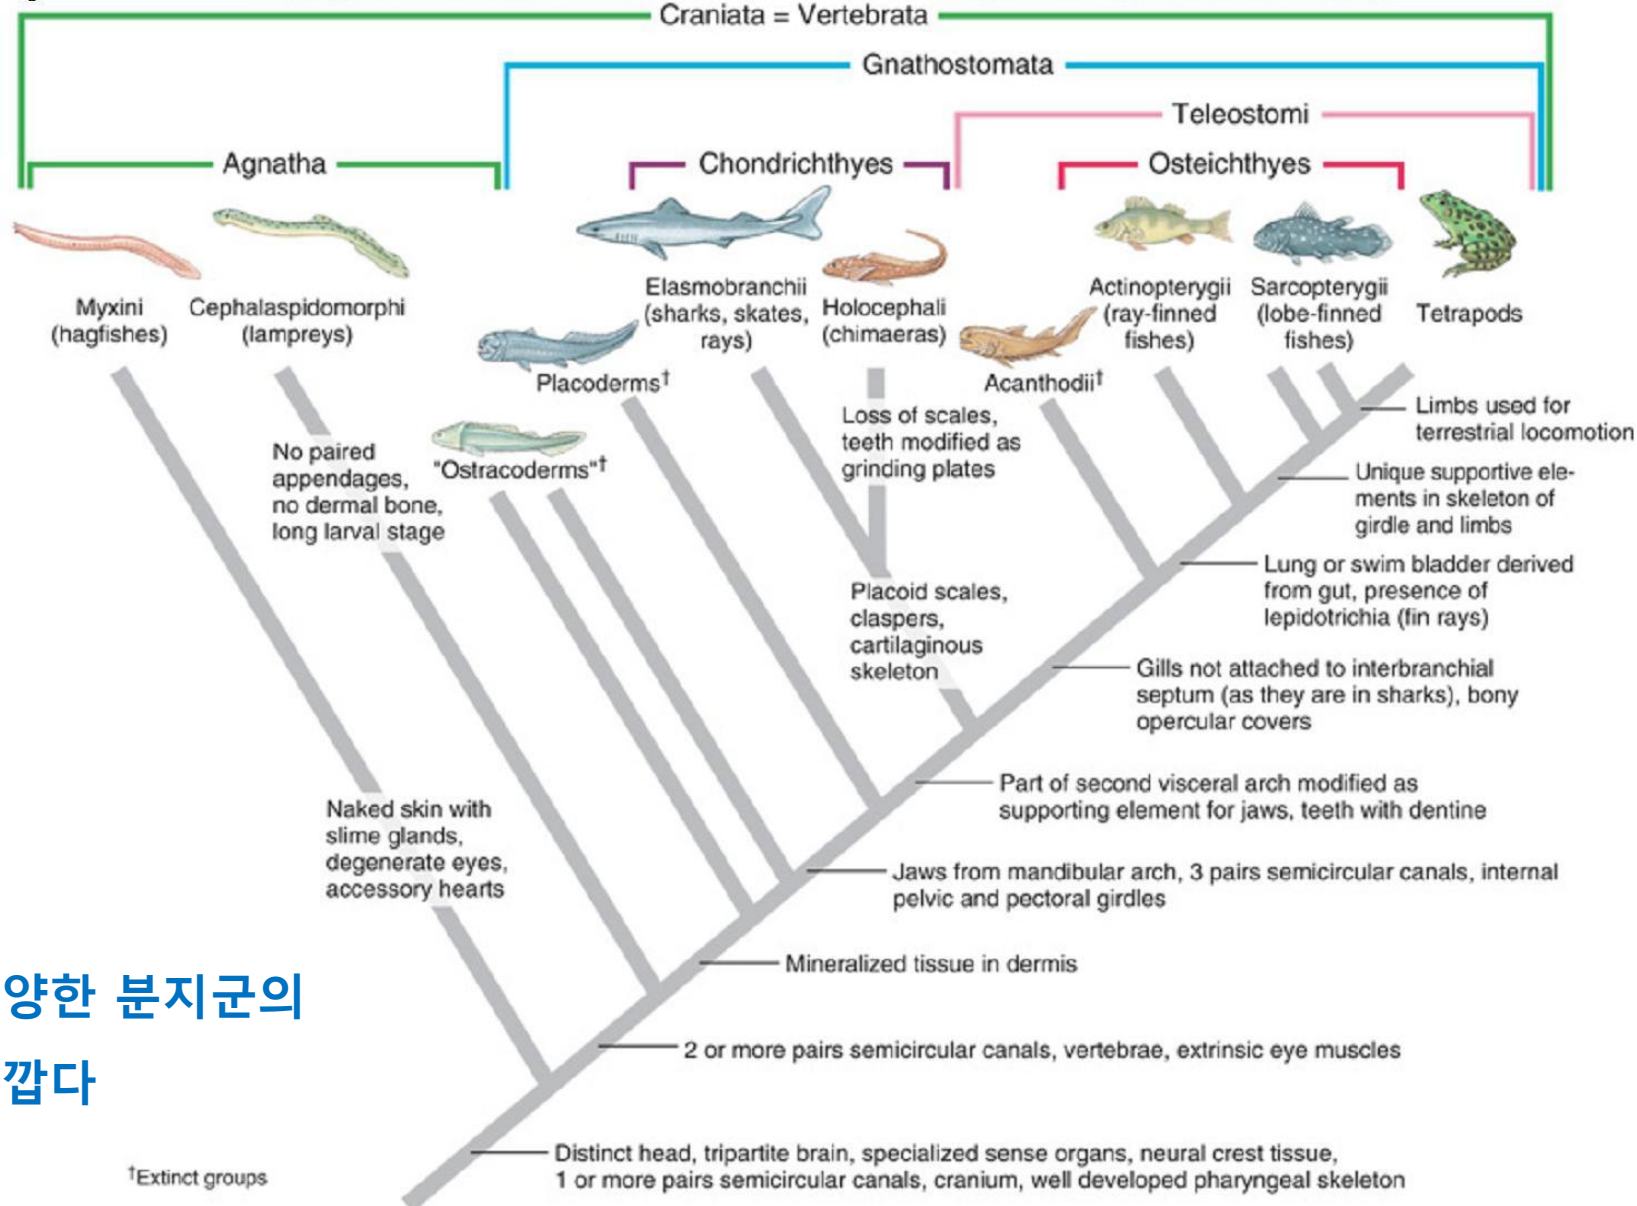 Craniata = Vertebrata
Gnathostomata
Teleostomi
Agnatha
Chondrichthyes
Osteichthyes
Myxini
(hagfishes)
Cephalaspidomorphi
(lampreys)
Elasmobranchii
(sharks, skates,
rays)
Holocephali
(chimaeras)
Actinopterygii
(ray-finned
fishes)
Sarcopterygii
(lobe-finned
fishes)
Tetrapods
Placoderms†
Acanthodii†
"Ostracoderms"†
No paired
appendages,
no dermal bone,
long larval stage
Loss of scales,
teeth modified as
grinding plates
Limbs used for
terrestrial locomotion
Unique supportive ele-
ments in skeleton of
girdle and limbs
Lung or swim bladder derived
from gut, presence of
lepidotrichia (fin rays)
Placoid scales,
claspers,
cartilaginous
skeleton
Gills not attached to interbranchial
septum (as they are in sharks), bony
opercular covers
Part of second visceral arch modified as
supporting element for jaws, teeth with dentine
Naked skin with
slime glands,
degenerate eyes,
accessory hearts
Jaws from mandibular arch, 3 pairs semicircular canals, internal
pelvic and pectoral girdles
Mineralized tissue in dermis
양한 분지군의
깝다
2 or more pairs semicircular canals, vertebrae, extrinsic eye muscles
Distinct head, tripartite brain, specialized sense organs, neural crest tissue,
1 or more pairs semicircular canals, cranium, well developed pharyngeal skeleton
†Extinct groups